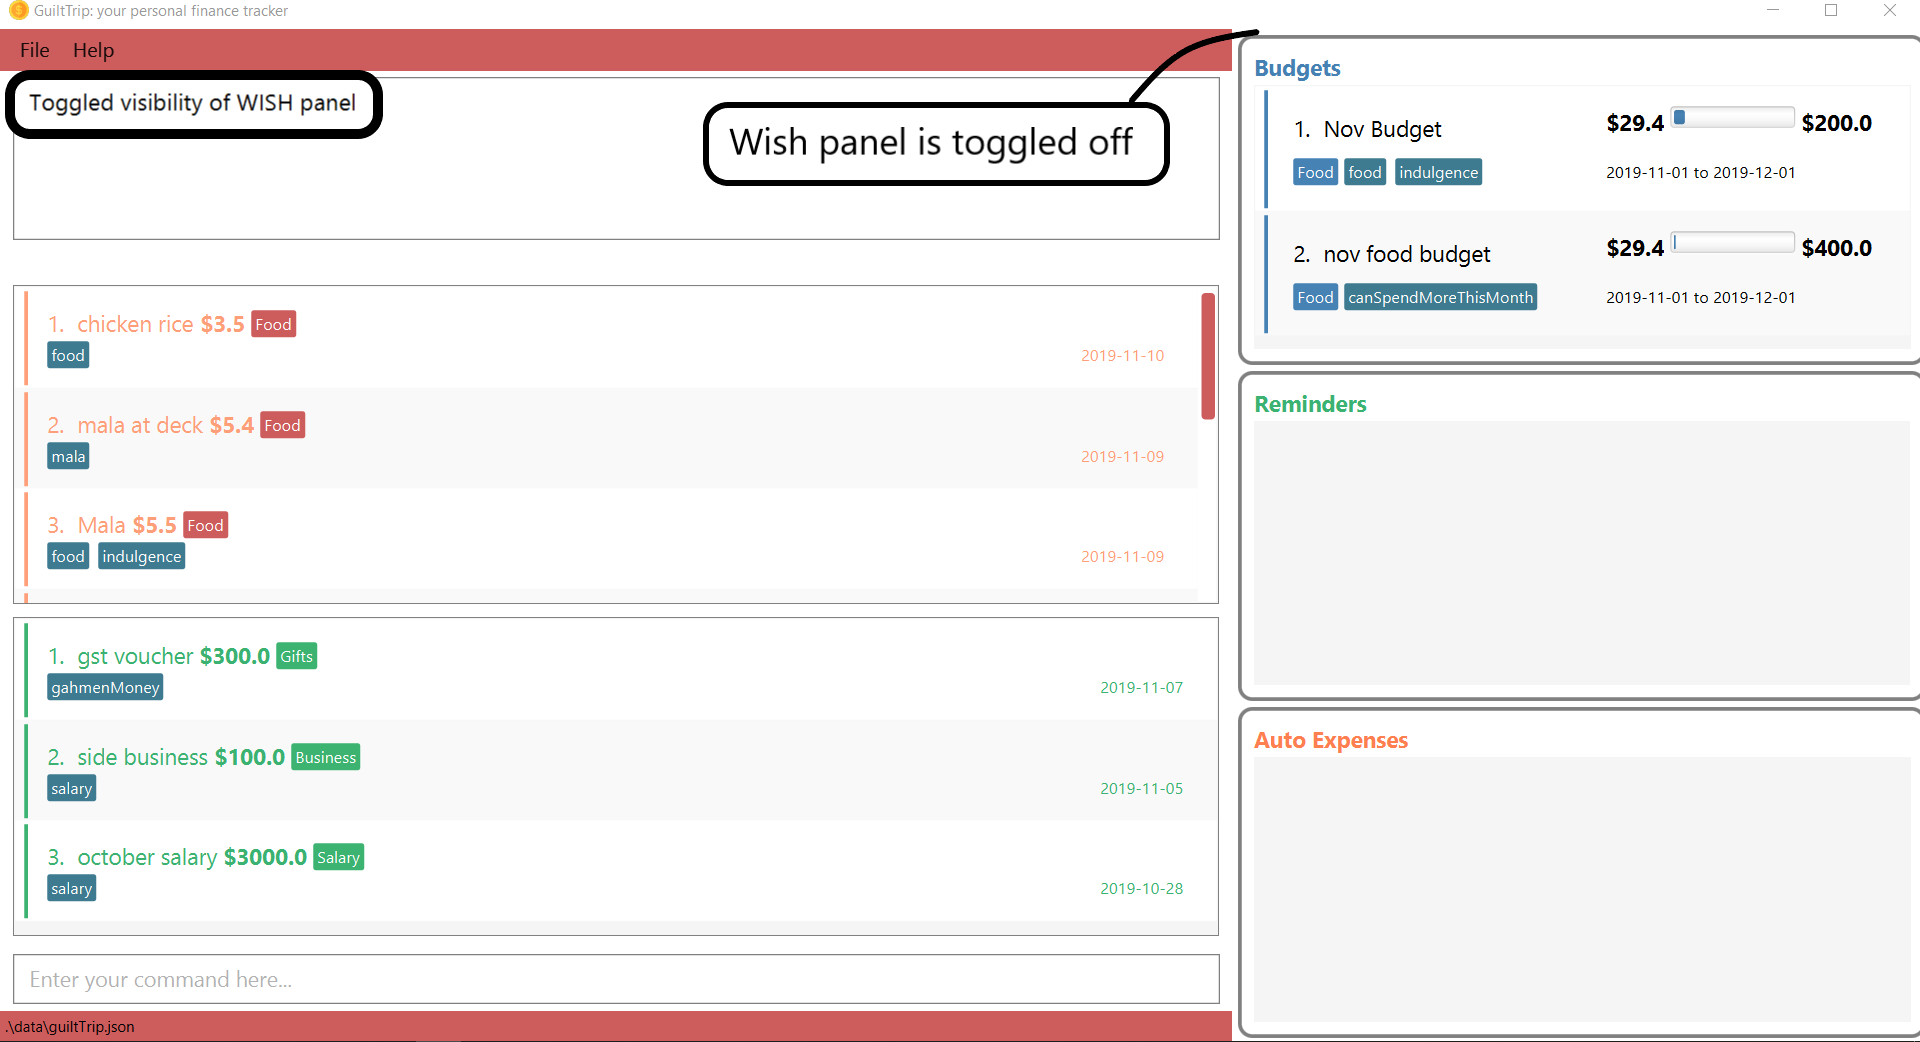 GuiltTrip: your personal finance tracker
File Help
Toggled visibility of WISH panel
Wish panel is toggled off
1. chicken rice $3.5 Food
food
2019-11-10
2. mala at deck $5.4 Food
mala
2019-11-09
3. Mala $5.5 Food
food indulgence
2019-11-09
1. gst voucher $300.0 Gifts
gahmenMoney
2019-11-07
2. side business $100.0 Business
salary
2019-11-05
3. october salary $3000.0 Salary
salary
2019-10-28
Enter your command here...
.\data\guiltTrip.json
Budgets
1. Nov Budget $29.4 $200.0
Food food indulgence 2019-11-01 to 2019-12-01
2. nov food budget $29.4 $400.0
Food canSpendMoreThisMonth 2019-11-01 to 2019-12-01
Reminders
Auto Expenses